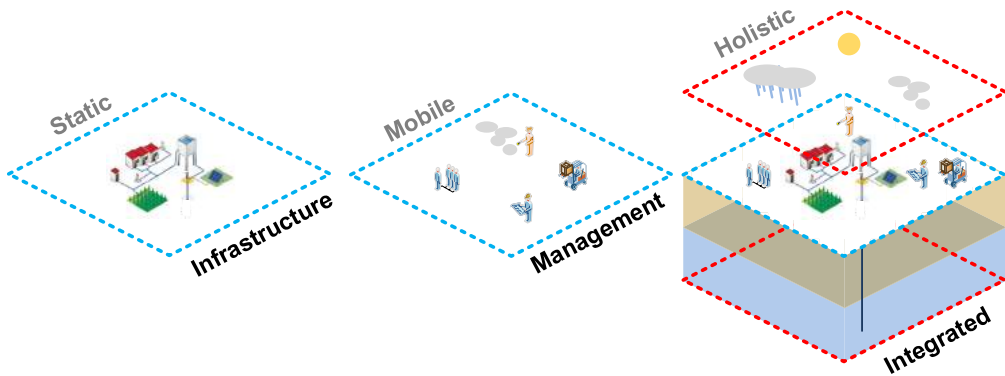 Static
Infrastructure
Mobile
Management
Holistic
Integrated